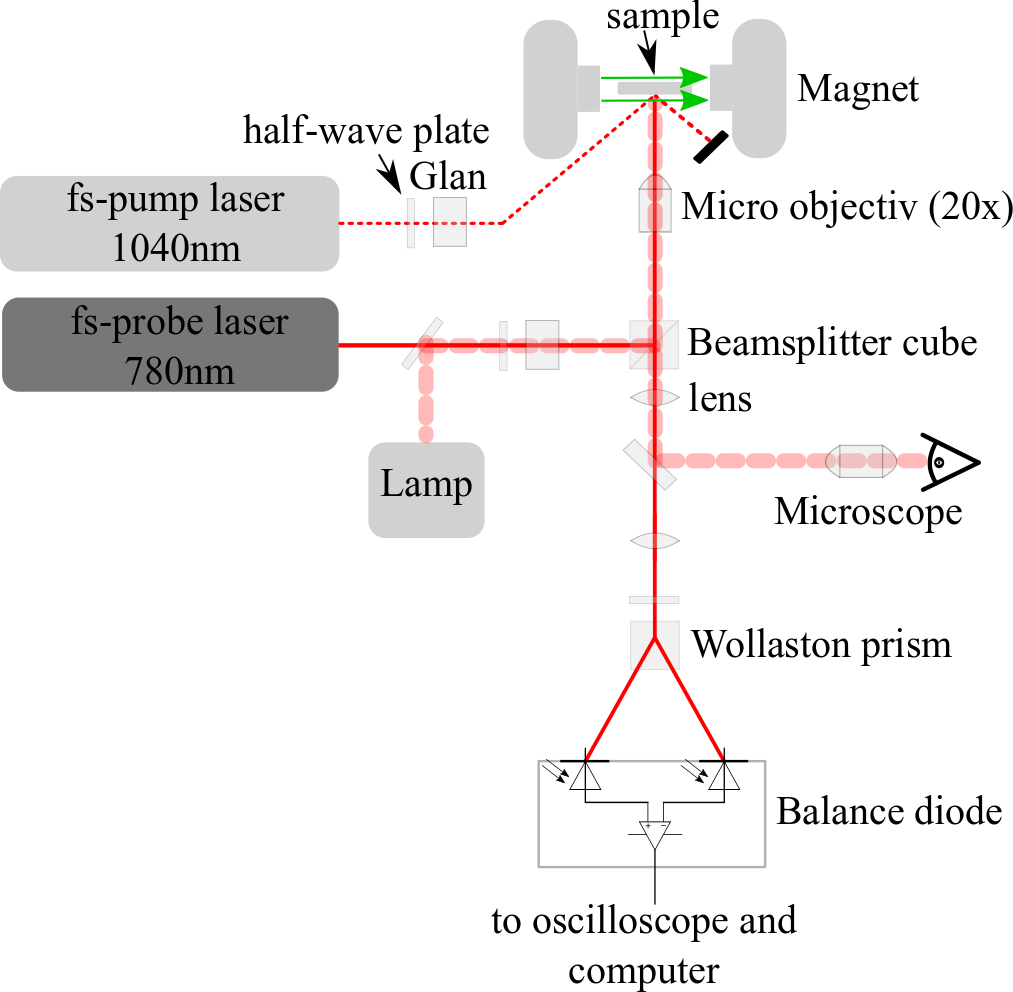 sample
Magnet
half-wave plate
Glan
fs-pump laser
1040nm
Micro objectiv (20x)
fs-probe laser
780nm
Beamsplitter cube
lens
Lamp
Microscope
Wollaston prism
Balance diode
+ -
to oscilloscope and
computer